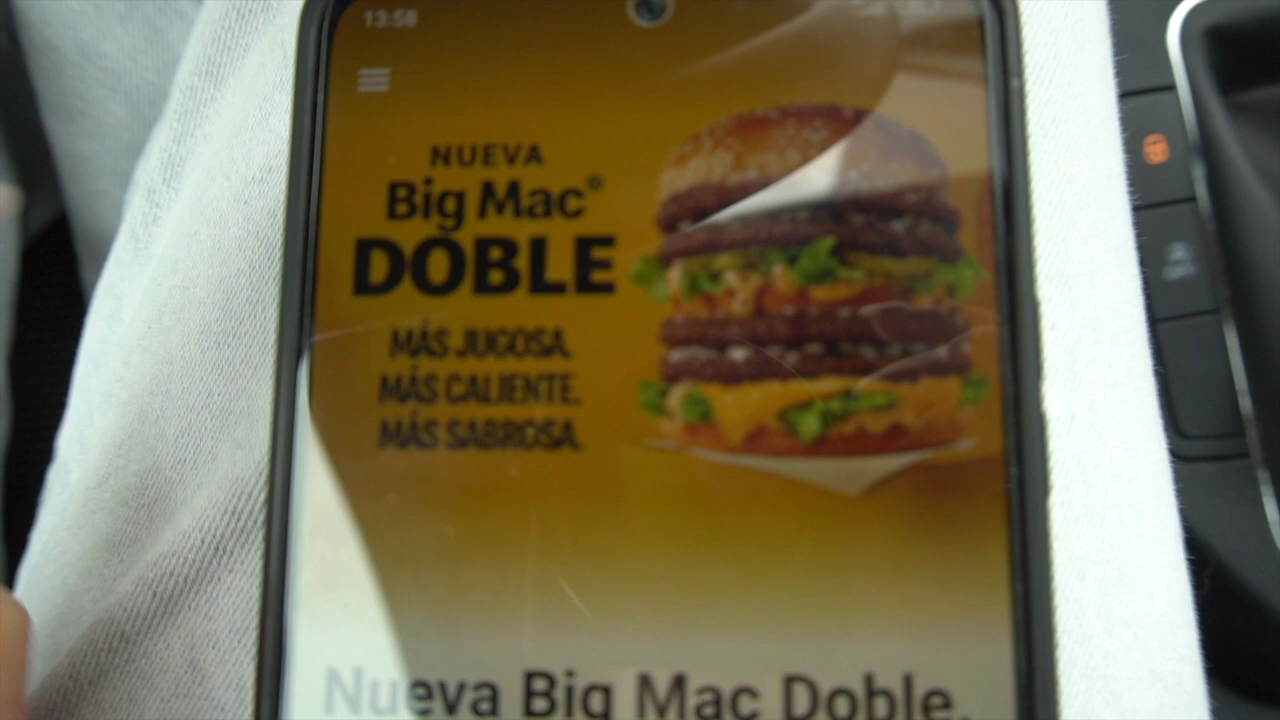 13:58
NUEVA
Big Mac®
DOBLE
MÁS JUGOSA.
MÁS CALIENTE.
MÁS SABROSA.
Nueva Big Mac Doble.